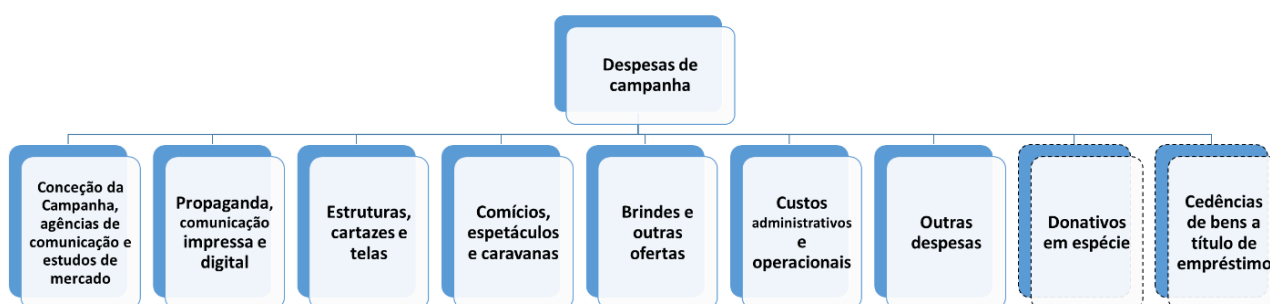 Despesas de
campanha
Conceção da
Campanha,
agências de
comunicação e
estudos de
mercado
Propaganda,
comunicação
impressa e
digital
Estruturas,
cartazes e
telas
Comícios,
espetáculos
e caravanas
Brindes e
outras
ofertas
Custos
administrativos
e
operacionais
Outras
despesas
Donativos
em espécie
Cedências
de bens a
título de
empréstimo